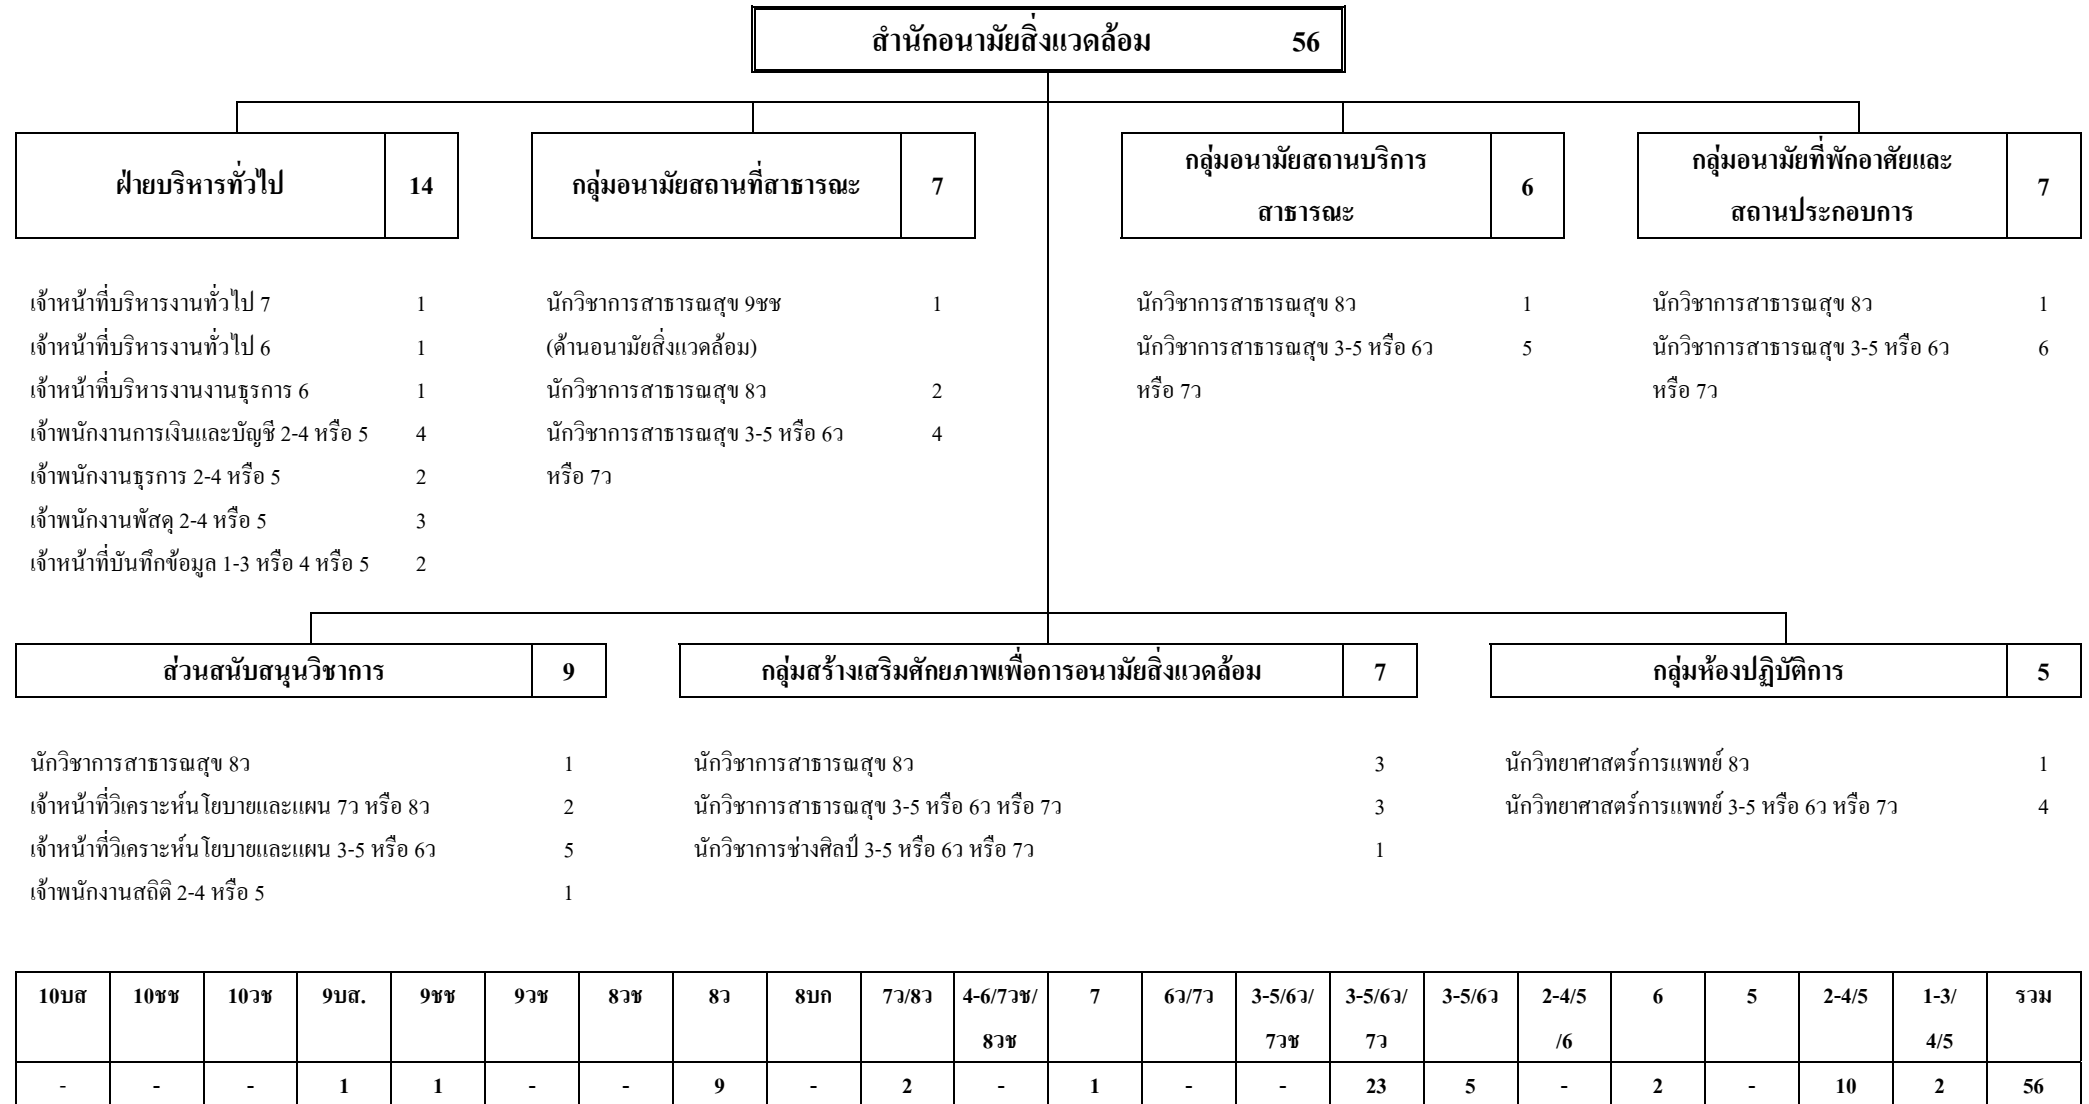 สำนักอนามัยสิ่งแวดล้อม 56
ฝ่ายบริหารทั่วไป 14
กลุ่มอนามัยสถานที่สาธารณะ 7
กลุ่มอนามัยสถานบริการ
สาธารณะ
6
กลุ่มอนามัยที่พักอาศัยและ
สถานประกอบการ
7
เจ้าหน้าที่บริหารงานทั่วไป 7 1
เจ้าหน้าที่บริหารงานทั่วไป 6 1
เจ้าหน้าที่บริหารงานงานธุรการ 6 1
เจ้าพนักงานการเงินและบัญชี 2-4 หรือ 5 4
เจ้าพนักงานธุรการ 2-4 หรือ 5 2
เจ้าพนักงานพัสดุ 2-4 หรือ 5 3
เจ้าหน้าที่บันทึกข้อมูล 1-3 หรือ 4 หรือ 5 2
นักวิชาการสาธารณสุข 9ชช 1
(ด้านอนามัยสิ่งแวดล้อม)
นักวิชาการสาธารณสุข 8ว 2
นักวิชาการสาธารณสุข 3-5 หรือ 6ว 4
หรือ 7ว
นักวิชาการสาธารณสุข 8ว 1
นักวิชาการสาธารณสุข 3-5 หรือ 6ว 5
หรือ 7ว
นักวิชาการสาธารณสุข 8ว 1
นักวิชาการสาธารณสุข 3-5 หรือ 6ว 6
หรือ 7ว
ส่วนสนับสนุนวิชาการ 9
กลุ่มสร้างเสริมศักยภาพเพื่อการอนามัยสิ่งแวดล้อม 7
กลุ่มห้องปฏิบัติการ 5
นักวิชาการสาธารณสุข 8ว 1
เจ้าหน้าที่วิเคราะห์นโยบายและแผน 7ว หรือ 8ว 2
เจ้าหน้าที่วิเคราะห์นโยบายและแผน 3-5 หรือ 6ว 5
เจ้าพนักงานสถิติ 2-4 หรือ 5 1
นักวิชาการสาธารณสุข 8ว 3
นักวิชาการสาธารณสุข 3-5 หรือ 6ว หรือ 7ว 3
นักวิชาการช่างศิลป์ 3-5 หรือ 6ว หรือ 7ว 1
นักวิทยาศาสตร์การแพทย์ 8ว 1
นักวิทยาศาสตร์การแพทย์ 3-5 หรือ 6ว หรือ 7ว 4
10บส 10ชช 10วช 9บส. 9ชช 9วช 8วช 8ว 8บก 7ว/8ว 4-6/7วช/ 7 6ว/7ว 3-5/6ว/ 3-5/6ว/ 3-5/6ว 2-4/5 6 5 2-4/5 1-3/ รวม
8วช 7วช 7ว /6 4/5
- - - 1 1 - - 9 - 2 - 1 - - 23 5 - 2 - 10 2 56